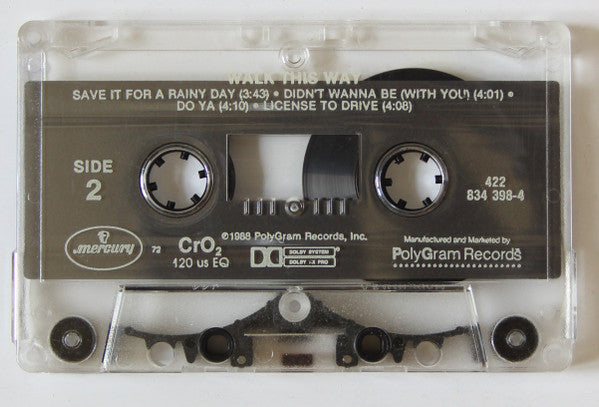 WALK THIS WAY
SAVE IT FOR A RAINY DAY (3:43) • DIDN'T WANNA BE (WITH YOU) (4:01) •
DO YA (4:10) • LICENSE TO DRIVE (4:08)
SIDE
2
422
834 398-4
©1988 PolyGram Records, Inc.
mercury
72
CrO₂
120 us EQ
DOLBY SYSTEM ®
DOLBY HX PRO
Manufactured and Marketed by
PolyGram Records